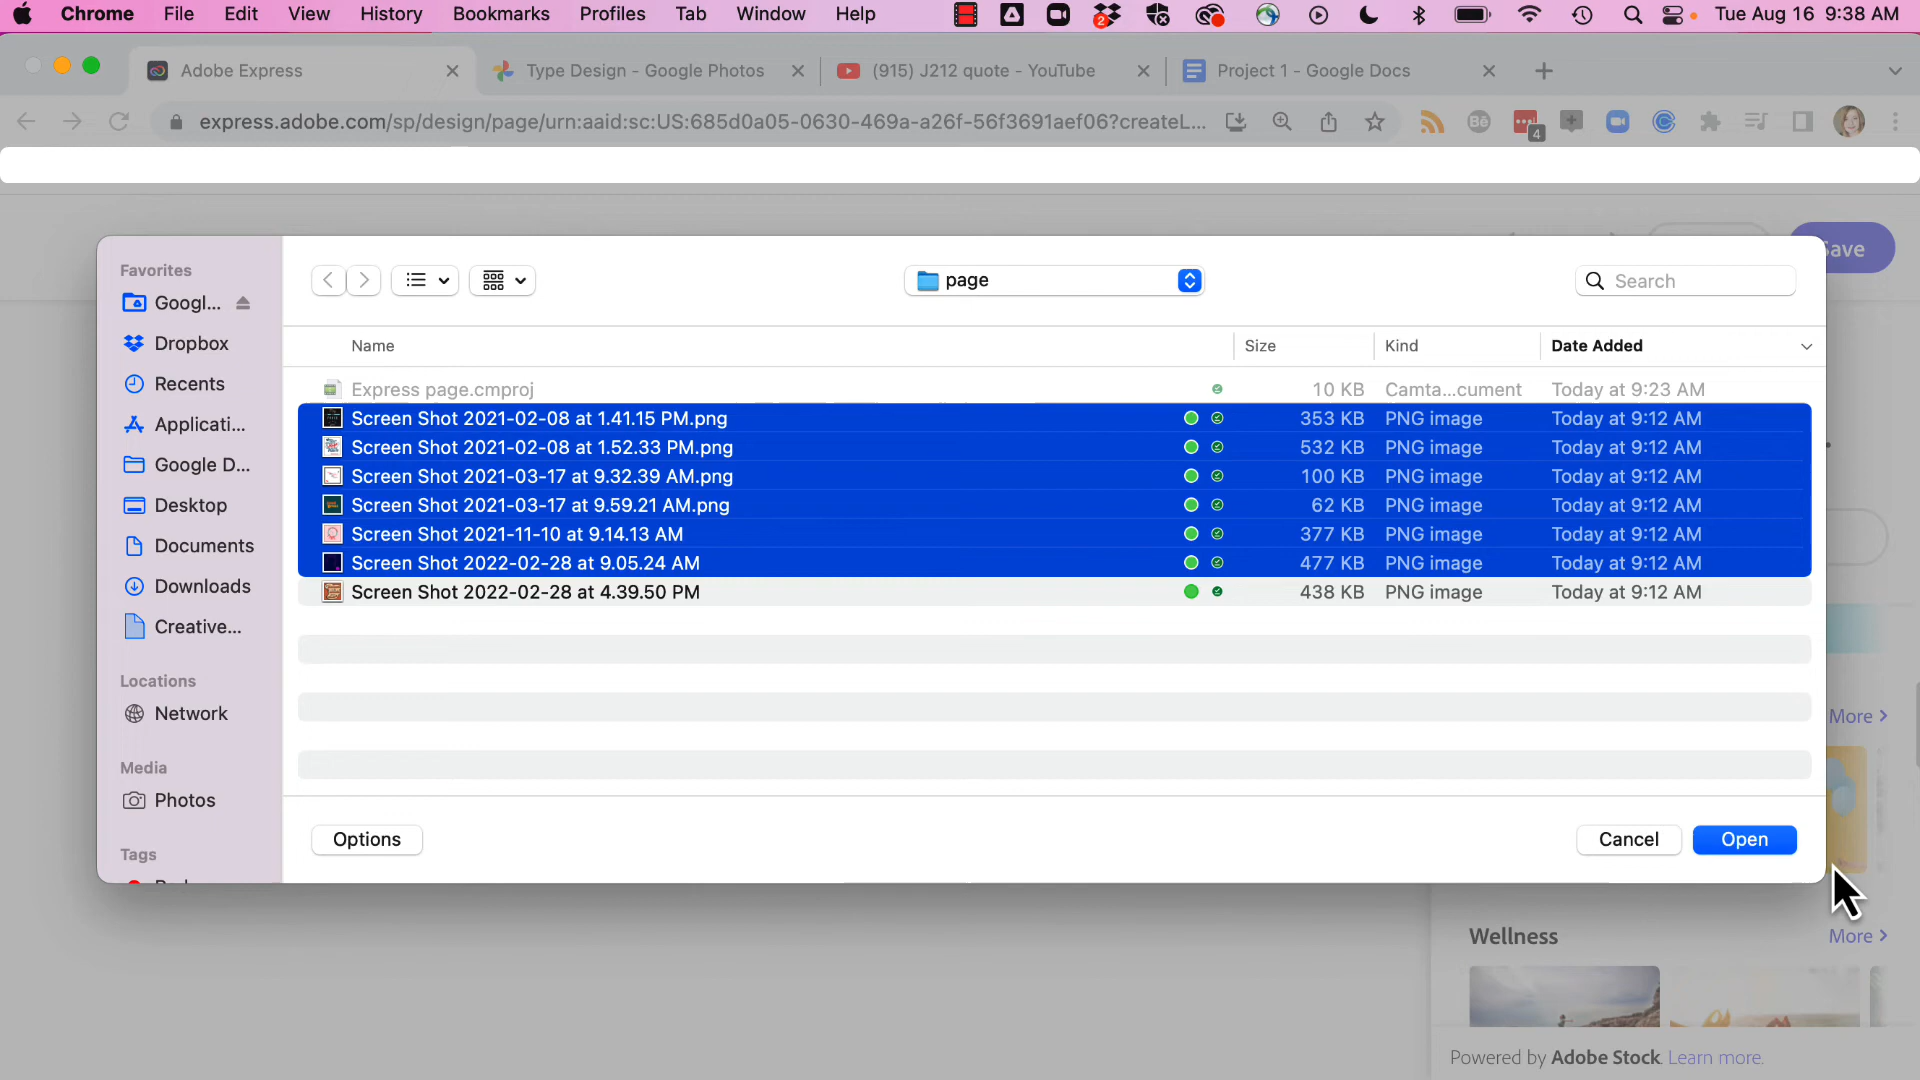 Chrome File Edit View History Bookmarks Profiles Tab Window Help 2 Tue Aug 16 9:38 AM
Adobe Express Type Design - Google Photos (915) J212 quote - YouTube Project 1 - Google Docs
express.adobe.com/sp/design/page/urn:aaid:sc:US:685d0a05-0630-469a-a26f-56f3691aef06?createL... Bē 4
ave
Favorites
Googl...
Dropbox
Recents
Applicati...
Google D...
Desktop
Documents
Downloads
Creative...
Locations
Network
Media
Photos
Tags
page
Search
Name Size Kind Date Added
Express page.cmproj 10 KB Camta...cument Today at 9:23 AM
Screen Shot 2021-02-08 at 1.41.15 PM.png 353 KB PNG image Today at 9:12 AM
Screen Shot 2021-02-08 at 1.52.33 PM.png 532 KB PNG image Today at 9:12 AM
Screen Shot 2021-03-17 at 9.32.39 AM.png 100 KB PNG image Today at 9:12 AM
Screen Shot 2021-03-17 at 9.59.21 AM.png 62 KB PNG image Today at 9:12 AM
Screen Shot 2021-11-10 at 9.14.13 AM 377 KB PNG image Today at 9:12 AM
Screen Shot 2022-02-28 at 9.05.24 AM 477 KB PNG image Today at 9:12 AM
Screen Shot 2022-02-28 at 4.39.50 PM 438 KB PNG image Today at 9:12 AM
Options Cancel Open
More
Wellness More
Powered by Adobe Stock. Learn more.